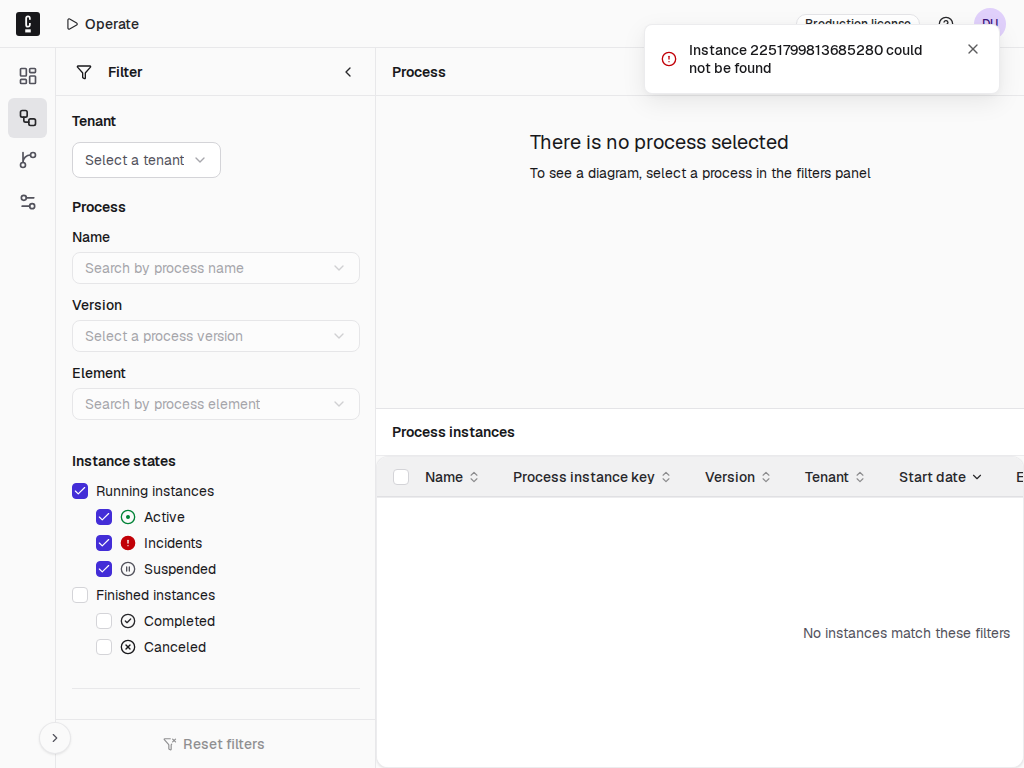 Operate
Production license
DU
Instance 2251799813685280 could
not be found
Filter
Process
Tenant
Select a tenant
Process
Name
Search by process name
Version
Select a process version
Element
Search by process element
Instance states
Running instances
Active
Incidents
Suspended
Finished instances
Completed
Canceled
Reset filters
There is no process selected
To see a diagram, select a process in the filters panel
Process instances
Name
Process instance key
Version
Tenant
Start date
E
No instances match these filters